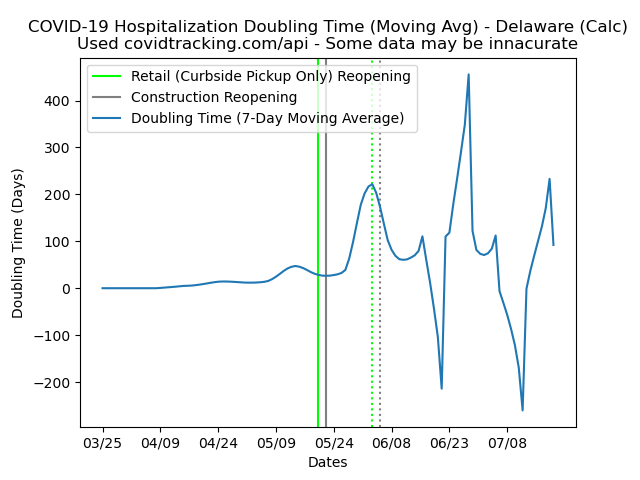 COVID-19 Hospitalization Doubling Time (Moving Avg) - Delaware (Calc)
Used covidtracking.com/api - Some data may be innacurate
Retail (Curbside Pickup Only) Reopening
Construction Reopening
Doubling Time (7-Day Moving Average)
Doubling Time (Days)
400
300
200
100
0
−100
−200
03/25 04/09 04/24 05/09 05/24 06/08 06/23 07/08
Dates